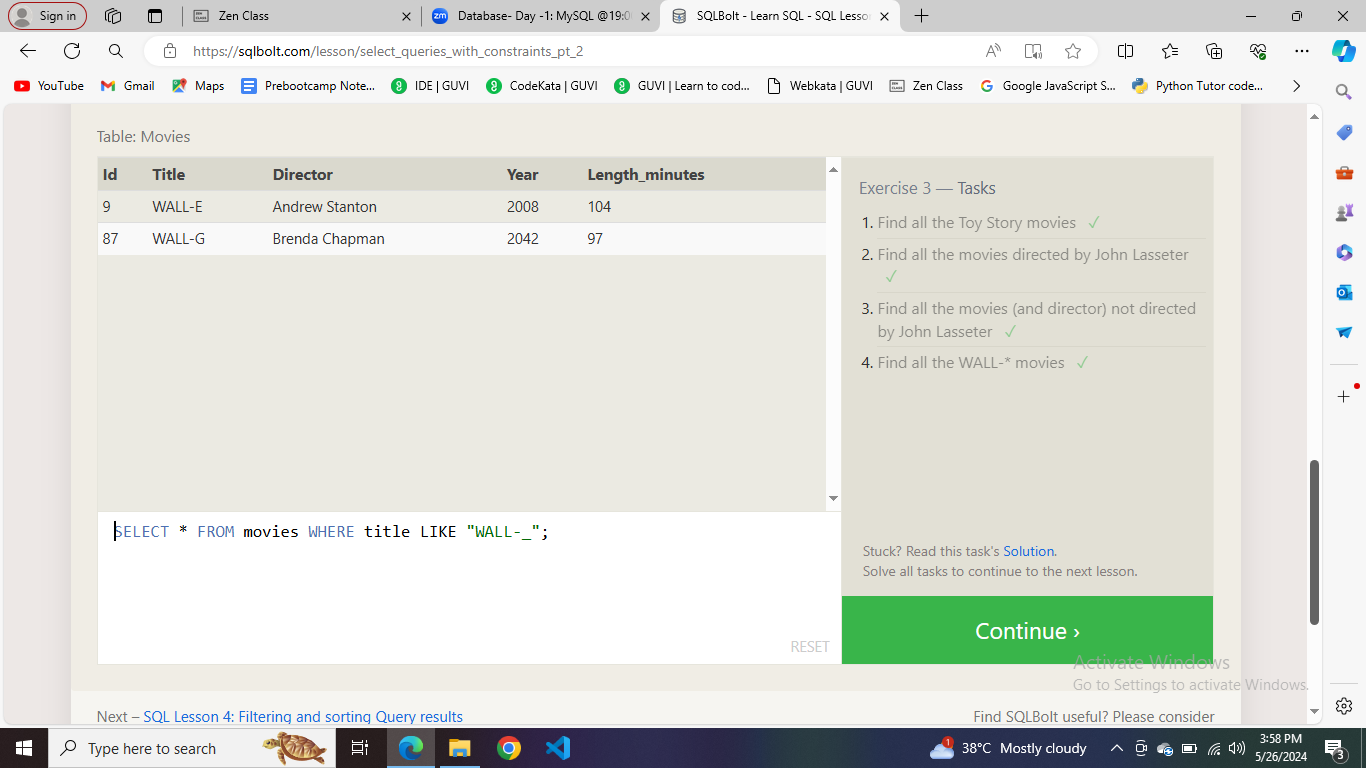 Sign in
Zen Class
Database- Day -1: MySQL @19:0
SQLBolt - Learn SQL - SQL Lesson
https://sqlbolt.com/lesson/select_queries_with_constraints_pt_2
YouTube Gmail Maps Prebootcamp Note... IDE | GUVI CodeKata | GUVI GUVI | Learn to cod... Webkata | GUVI Zen Class Google JavaScript S... Python Tutor code...
Table: Movies
Id Title Director Year Length_minutes
9 WALL-E Andrew Stanton 2008 104
87 WALL-G Brenda Chapman 2042 97
SELECT * FROM movies WHERE title LIKE "WALL-_";
RESET
Exercise 3 — Tasks
1. Find all the Toy Story movies ✓
2. Find all the movies directed by John Lasseter
✓
3. Find all the movies (and director) not directed
by John Lasseter ✓
4. Find all the WALL-* movies ✓
Stuck? Read this task's Solution.
Solve all tasks to continue to the next lesson.
Continue ›
Activate Windows
Go to Settings to activate Windows.
Next – SQL Lesson 4: Filtering and sorting Query results
Find SQLBolt useful? Please consider
Type here to search
1
38°C Mostly cloudy
3:58 PM
5/26/2024
3